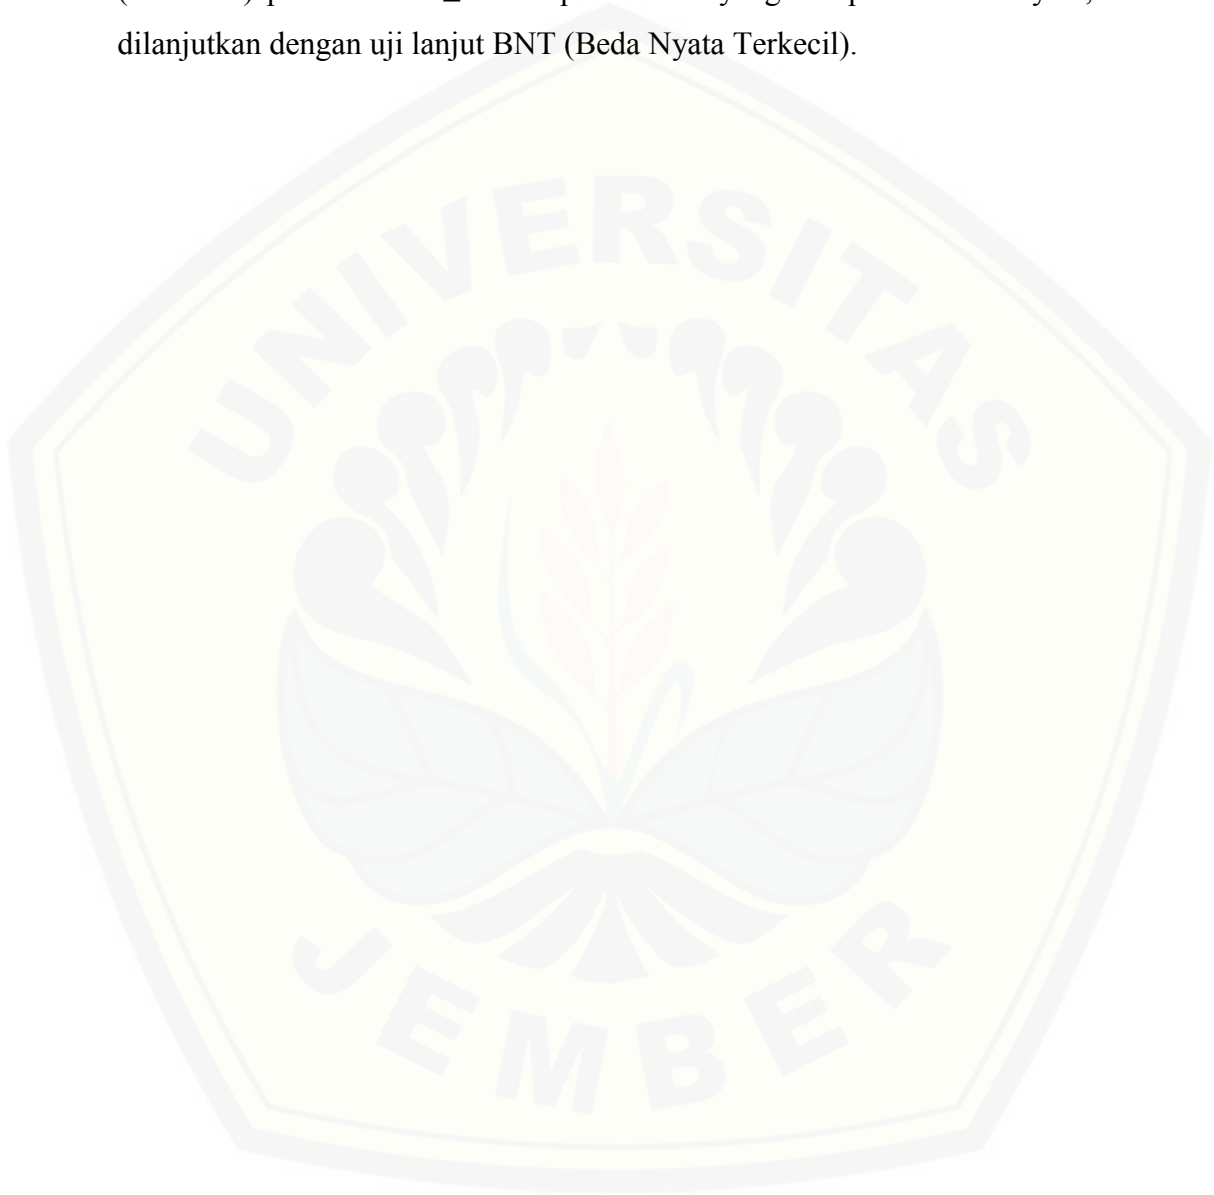 dilanjutkan dengan uji lanjut BNT (Beda Nyata Terkecil).
UNIVERSITAS
JEMBER